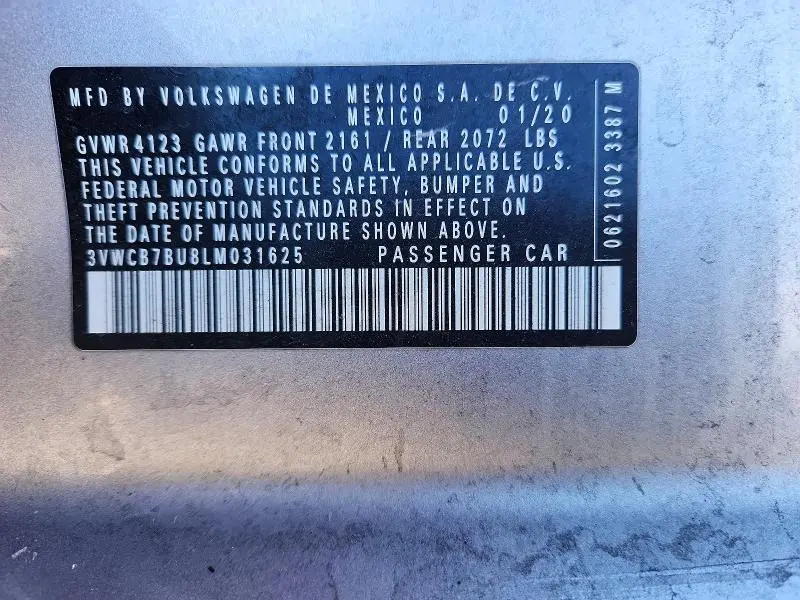 MFD BY VOLKSWAGEN DE MEXICO S.A. DE C.V.
MEXICO 01/20
GVWR 4123 GAWR FRONT 2161 / REAR 2072 LBS
THIS VEHICLE CONFORMS TO ALL APPLICABLE U.S.
FEDERAL MOTOR VEHICLE SAFETY, BUMPER AND
THEFT PREVENTION STANDARDS IN EFFECT ON
THE DATE OF MANUFACTURE SHOWN ABOVE.
3VWCB7BU8LM031625 PASSENGER CAR
0621602 3387 M